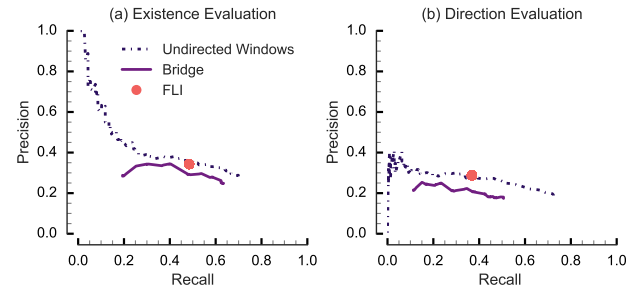 (a) Existence Evaluation
(b) Direction Evaluation
Precision
1.0
0.8
0.6
0.4
0.2
0.0
Undirected Windows
Bridge
FLI
0.0 0.2 0.4 0.6 0.8 1.0
Recall
Precision
1.0
0.8
0.6
0.4
0.2
0.0
0.0 0.2 0.4 0.6 0.8 1.0
Recall